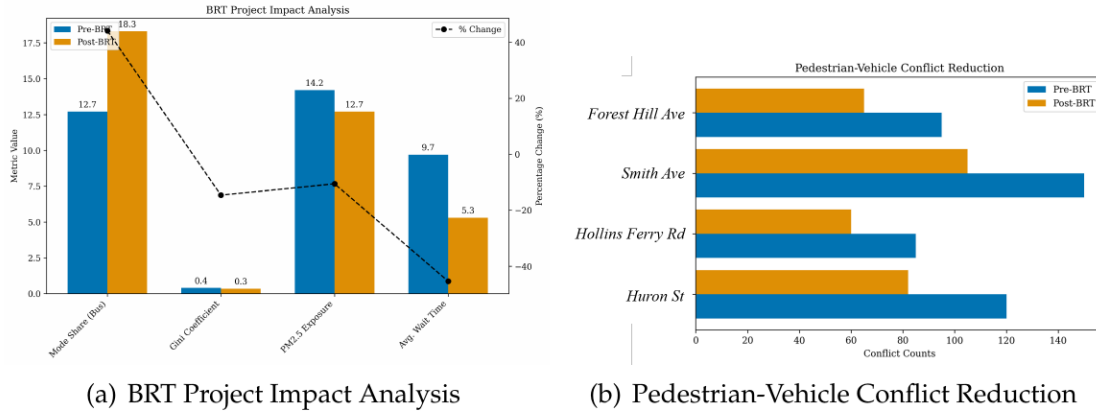 BRT Project Impact Analysis
Pre-BRT
Post-BRT
% Change
18.3
12.7
0.4
0.3
14.2
12.7
9.7
5.3
17.5
15.0
12.5
10.0
7.5
5.0
2.5
0.0
Metric Value
40
20
0
−20
−40
Percentage Change (%)
Mode Share (Bus)
Gini Coefficient
PM2.5 Exposure
Avg. Wait Time
(a) BRT Project Impact Analysis
Pedestrian-Vehicle Conflict Reduction
Pre-BRT
Post-BRT
Forest Hill Ave
Smith Ave
Hollins Ferry Rd
Huron St
0
20
40
60
80
100
120
140
Conflict Counts
(b) Pedestrian-Vehicle Conflict Reduction